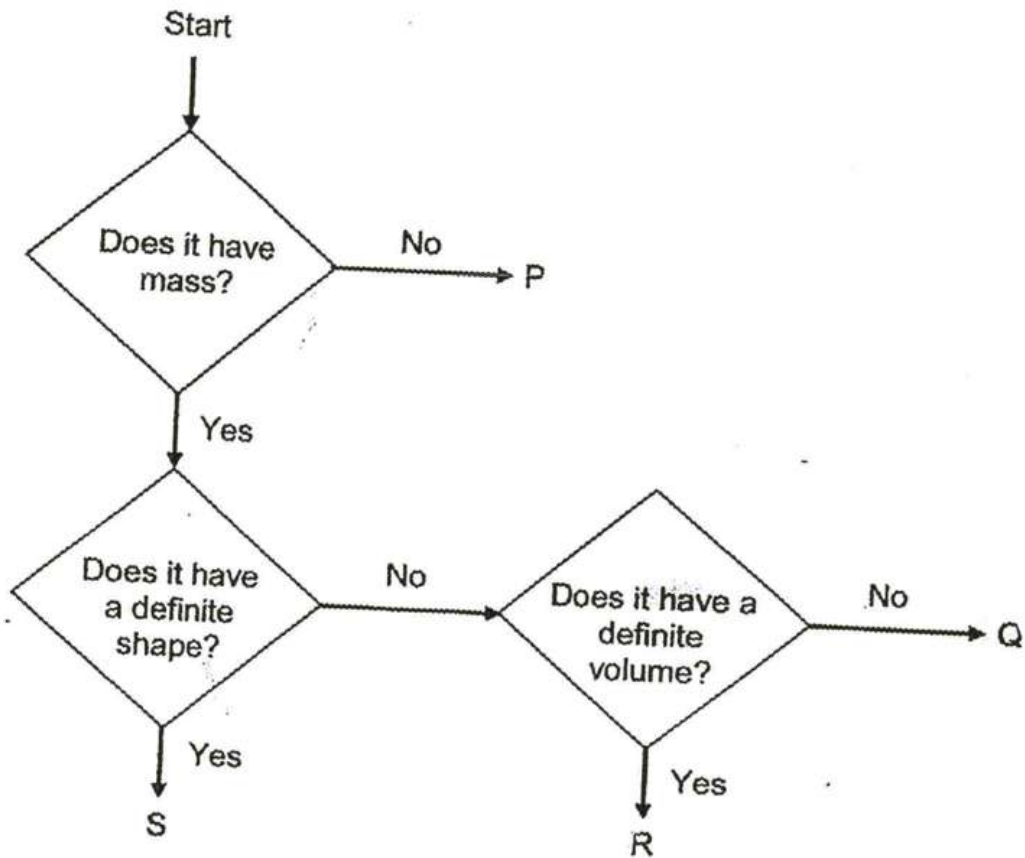 Start
Does it have
mass?
No
P
Yes
Does it have
a definite
shape?
No
Does it have a
definite
volume?
No
Q
Yes
S
Yes
R